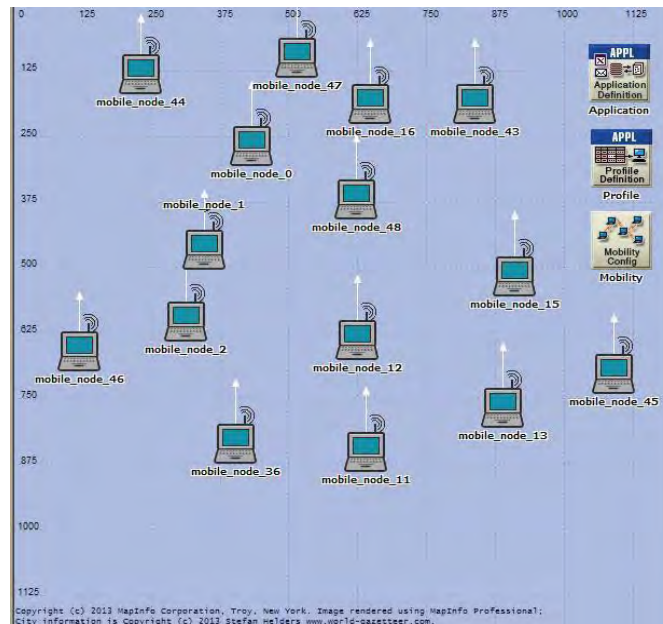 0 125 250 375 511 625 750 875 1000 1125
125
250
375
500
625
750
875
1000
1125
mobile_node_44
mobile_node_47
mobile_node_16
mobile_node_43
mobile_node_0
mobile_node_1
mobile_node_48
mobile_node_15
mobile_node_2
mobile_node_12
mobile_node_46
mobile_node_45
mobile_node_13
mobile_node_36
mobile_node_11
APPL
Application
Definition
Application
APPL
Profile
Definition
Profile
Mobility
Config
Mobility
Copyright (c) 2013 MapInfo Corporation, Troy, New York. Image rendered using MapInfo Professional;
City information is Copyright (c) 2013 Stefan Helders www.world-gazetteer.com.